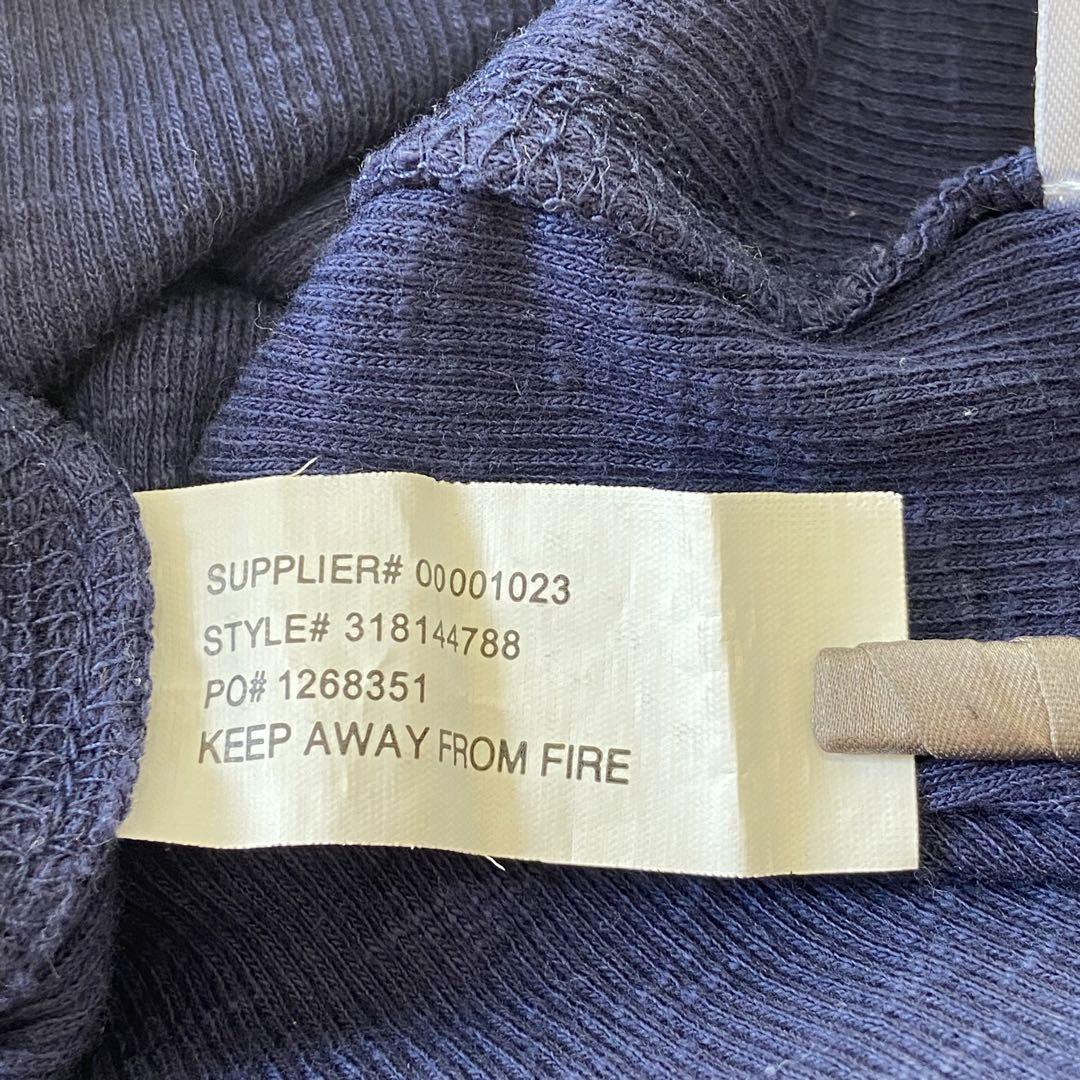 SUPPLIER# 00001023
STYLE# 318144788
PO# 1268351
KEEP AWAY FROM FIRE